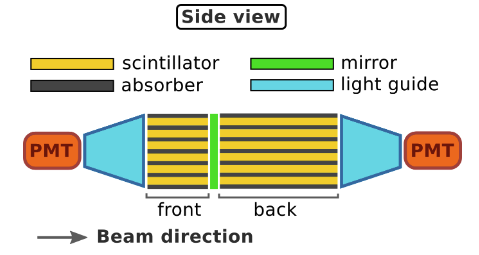 Side view
scintillator
mirror
absorber
light guide
PMT
PMT
front
back
Beam direction